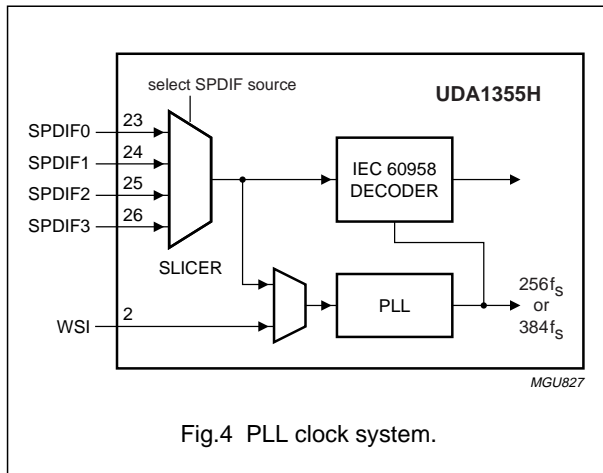 select SPDIF source
UDA1355H
SPDIF0 23
SPDIF1 24
SPDIF2 25
SPDIF3 26
SLICER
IEC 60958
DECODER
WSI 2
PLL
256fs
or
384fs
MGU827
Fig.4 PLL clock system.